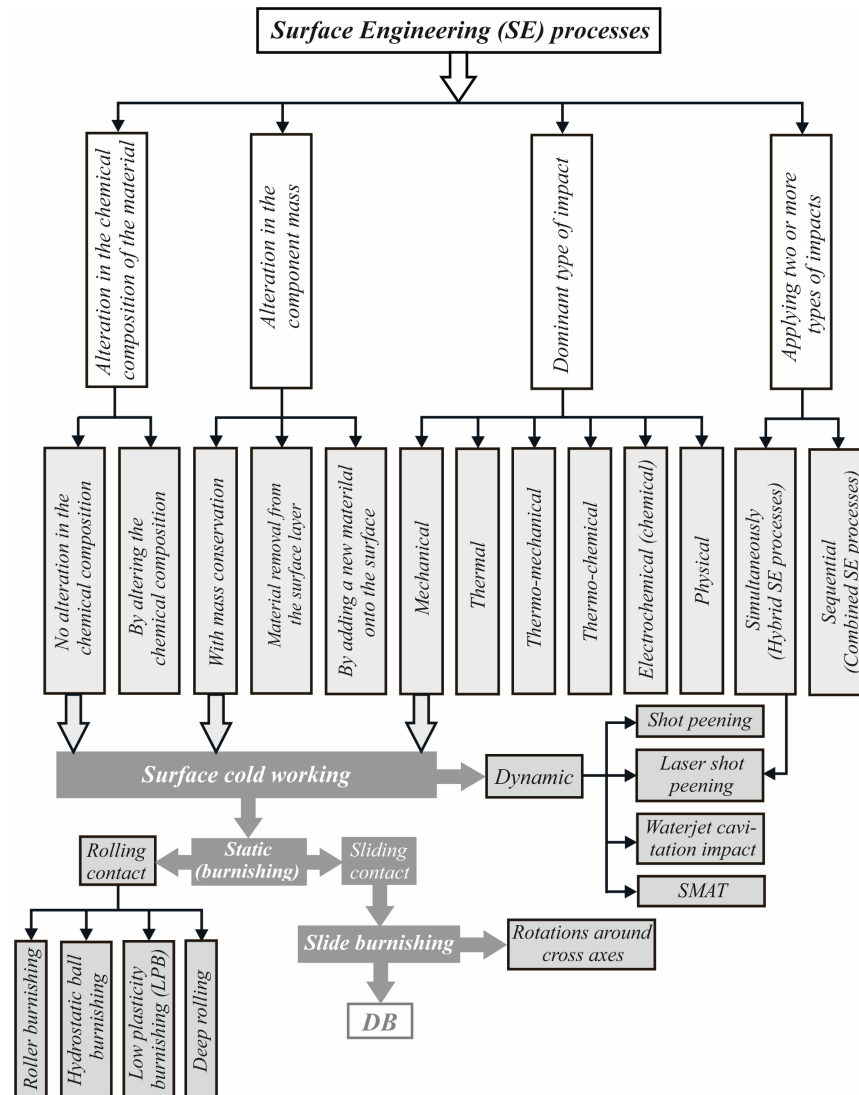 Surface Engineering (SE) processes
Alteration in the chemical
composition of the material
Alteration in the
component mass
Dominant type of impact
Applying two or more
types of impacts
No alteration in the
chemical composition
By altering the
chemical composition
With mass conservation
Material removal from
the surface layer
By adding a new materilal
onto the surface
Mechanical
Thermal
Thermo-mechanical
Thermo-chemical
Electrochemical (chemical)
Physical
Simultaneously
(Hybrid SE processes)
Sequential
(Combined SE processes)
Surface cold working
Dynamic
Shot peening
Laser shot
peening
Waterjet cavi-
tation impact
SMAT
Rolling
contact
Static
(burnishing)
Sliding
contact
Slide burnishing
Rotations around
cross axes
DB
Roller burnishing
Hydrostatic ball
burnishing
Low plasticity
burnishing (LPB)
Deep rolling